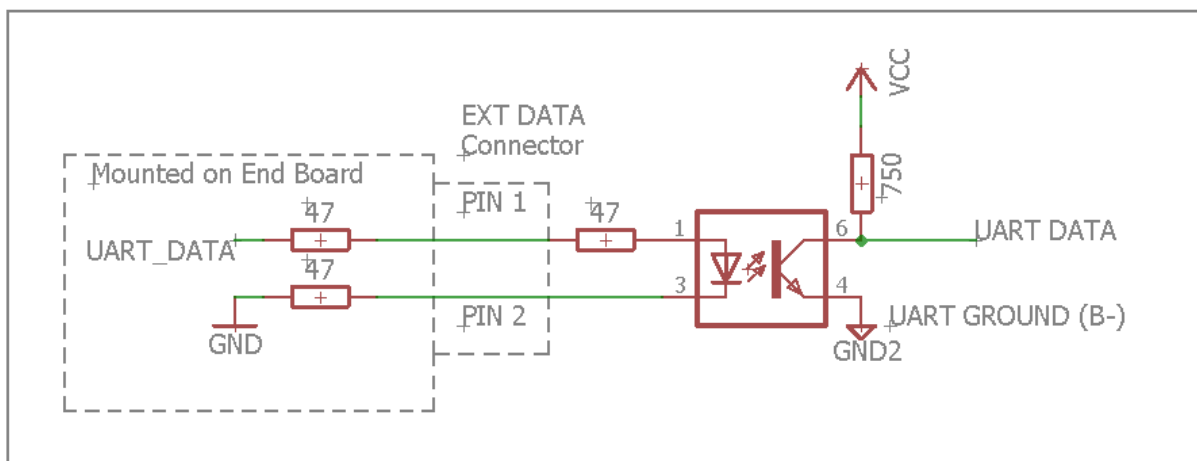 VCC
EXT DATA
Connector
750
Mounted on End Board
PIN 1
47
47
1
6
UART_DATA
UART DATA
47
3
4
PIN 2
UART GROUND (B-)
GND
GND2